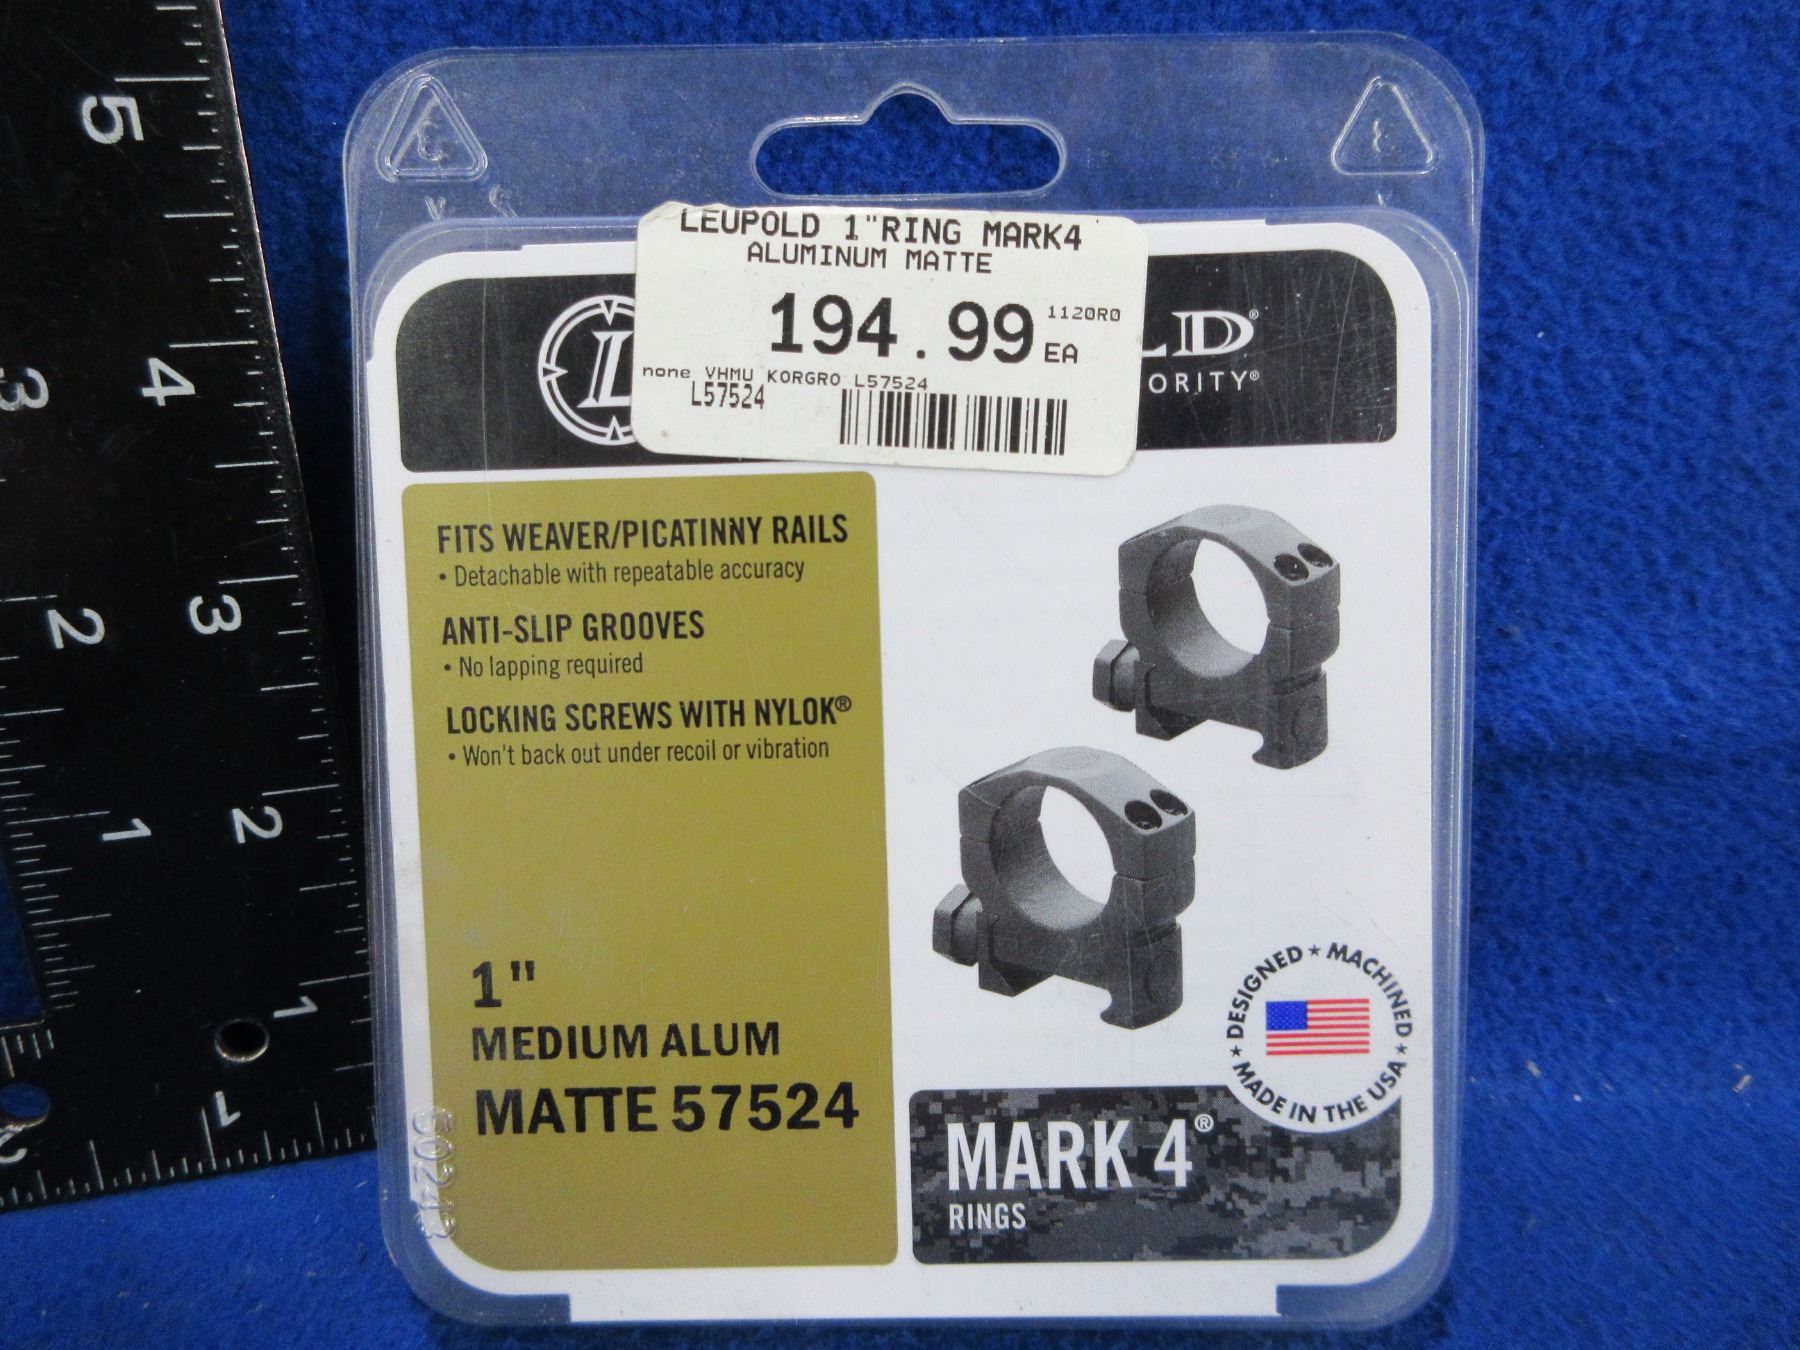 LEUPOLD 1"RING MARK4
ALUMINUM MATTE
194.99 EA
1120R0
none VHMU KORGRO L57524
L57524
L
LD®
ORITY®
FITS WEAVER/PICATINNY RAILS
• Detachable with repeatable accuracy
ANTI-SLIP GROOVES
• No lapping required
LOCKING SCREWS WITH NYLOK®
• Won't back out under recoil or vibration
1"
MEDIUM ALUM
MATTE 57524
DESIGNED ★ MACHINED ★ MADE IN THE USA ★
MARK 4®
RINGS
5
4
3
2
1
3
2
1
1
2